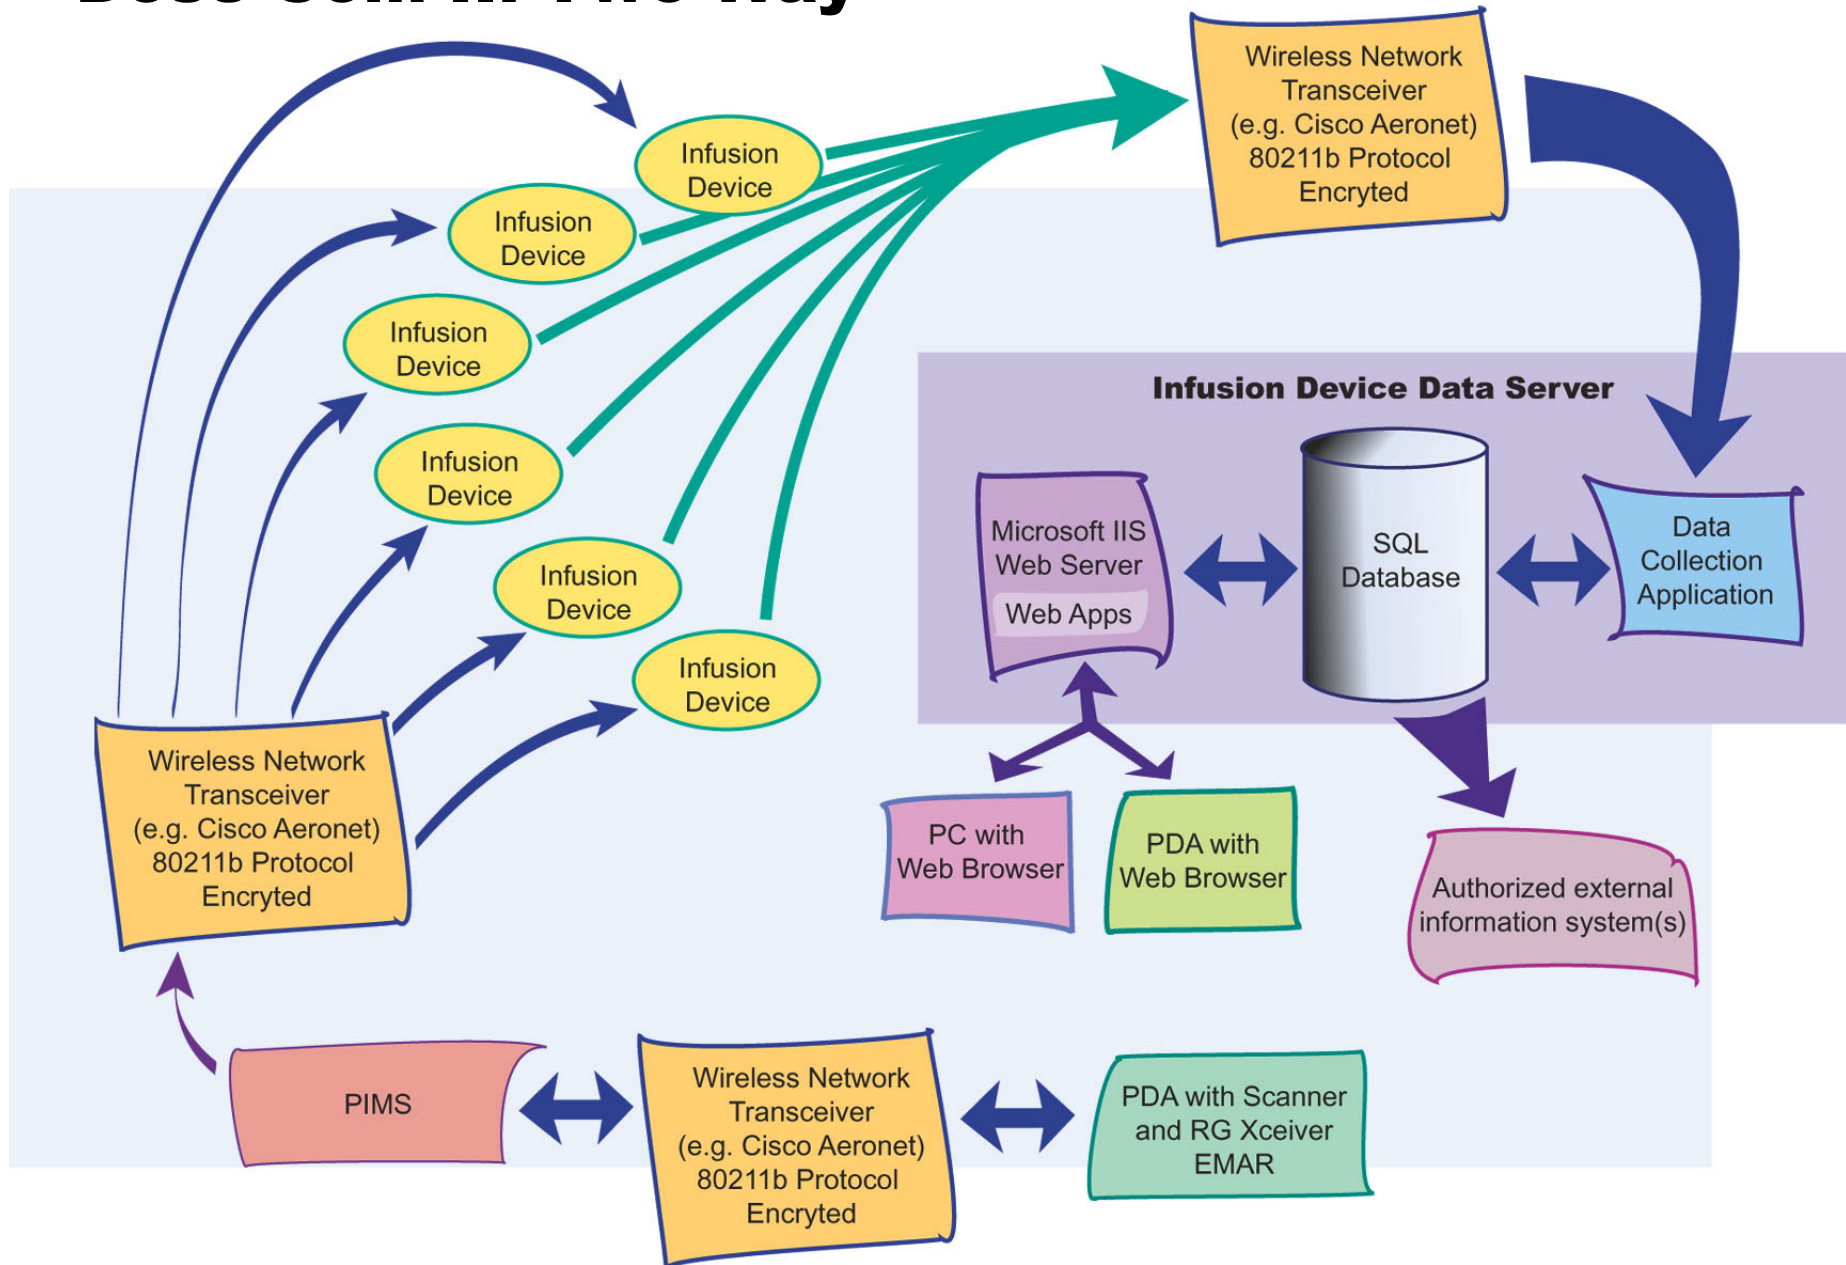 Wireless Network
Transceiver
(e.g. Cisco Aeronet)
80211b Protocol
Encryted
Infusion
Device
Infusion
Device
Infusion
Device
Infusion
Device
Infusion
Device
Infusion
Device
Infusion Device Data Server
Microsoft IIS
Web Server
Web Apps
SQL
Database
Data
Collection
Application
Wireless Network
Transceiver
(e.g. Cisco Aeronet)
80211b Protocol
Encryted
PC with
Web Browser
PDA with
Web Browser
Authorized external
information system(s)
PIMS
Wireless Network
Transceiver
(e.g. Cisco Aeronet)
80211b Protocol
Encryted
PDA with Scanner
and RG Xceiver
EMAR